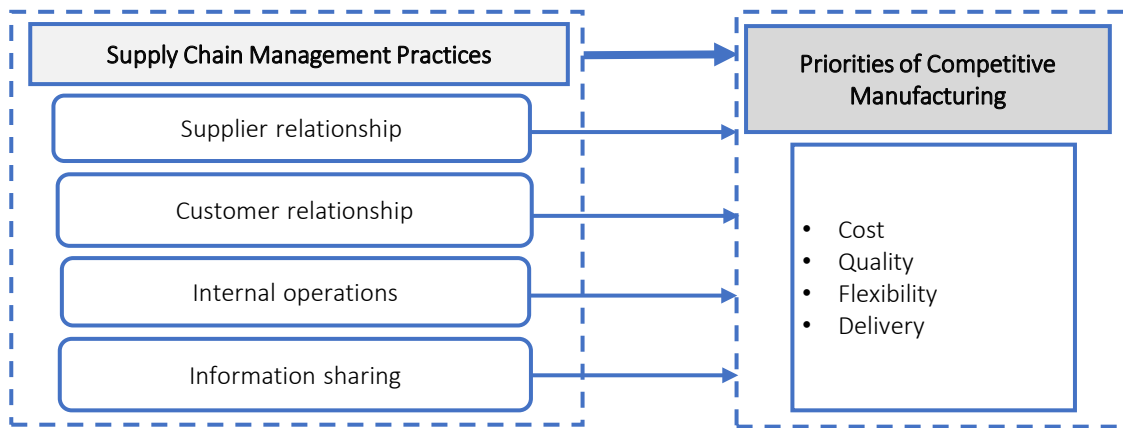 Supply Chain Management Practices
Supplier relationship
Customer relationship
Internal operations
Information sharing
Priorities of Competitive
Manufacturing
• Cost
• Quality
• Flexibility
• Delivery